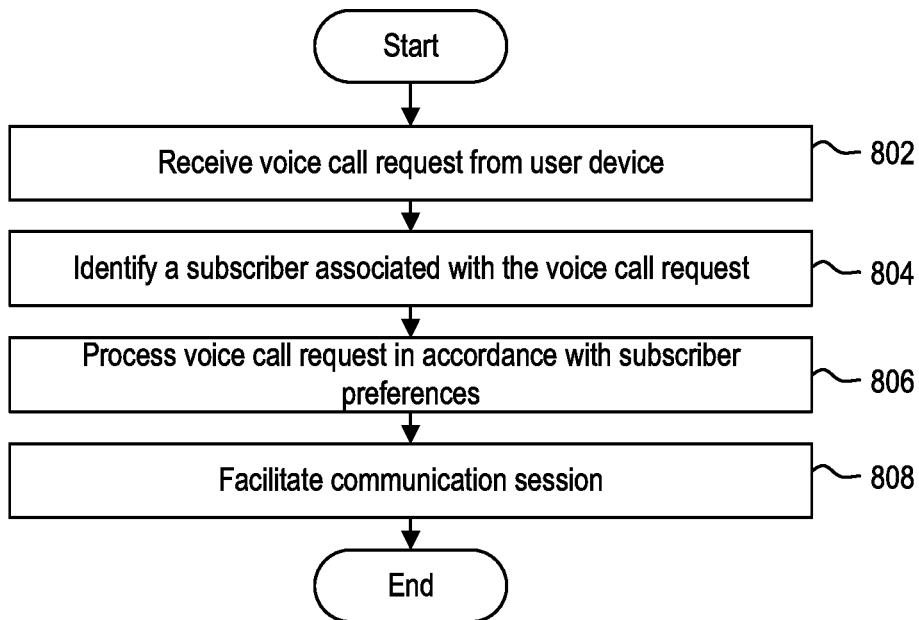 Start
Receive voice call request from user device
802
Identify a subscriber associated with the voice call request
804
Process voice call request in accordance with subscriber
preferences
806
Facilitate communication session
808
End